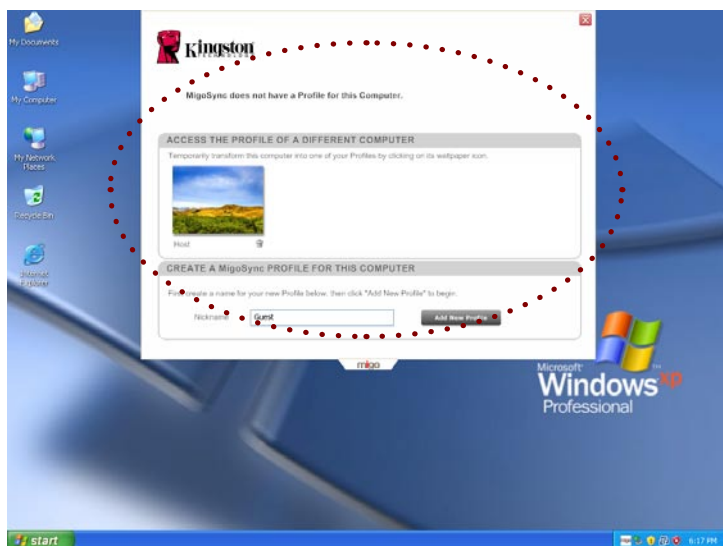 My Documents
My Computer
My Network
Places
Recycle Bin
Internet
Explorer
Kingston
TECHNOLOGY
MigoSync does not have a Profile for this Computer.
ACCESS THE PROFILE OF A DIFFERENT COMPUTER
Temporarily transform this computer into one of your Profiles by clicking on its wallpaper icon.
Host
CREATE A MigoSync PROFILE FOR THIS COMPUTER
First create a name for your new Profile below, then click "Add New Profile" to begin.
Nickname Guest Add New Profile
migo
Microsoft
Windows xp
Professional
start
6:17 PM